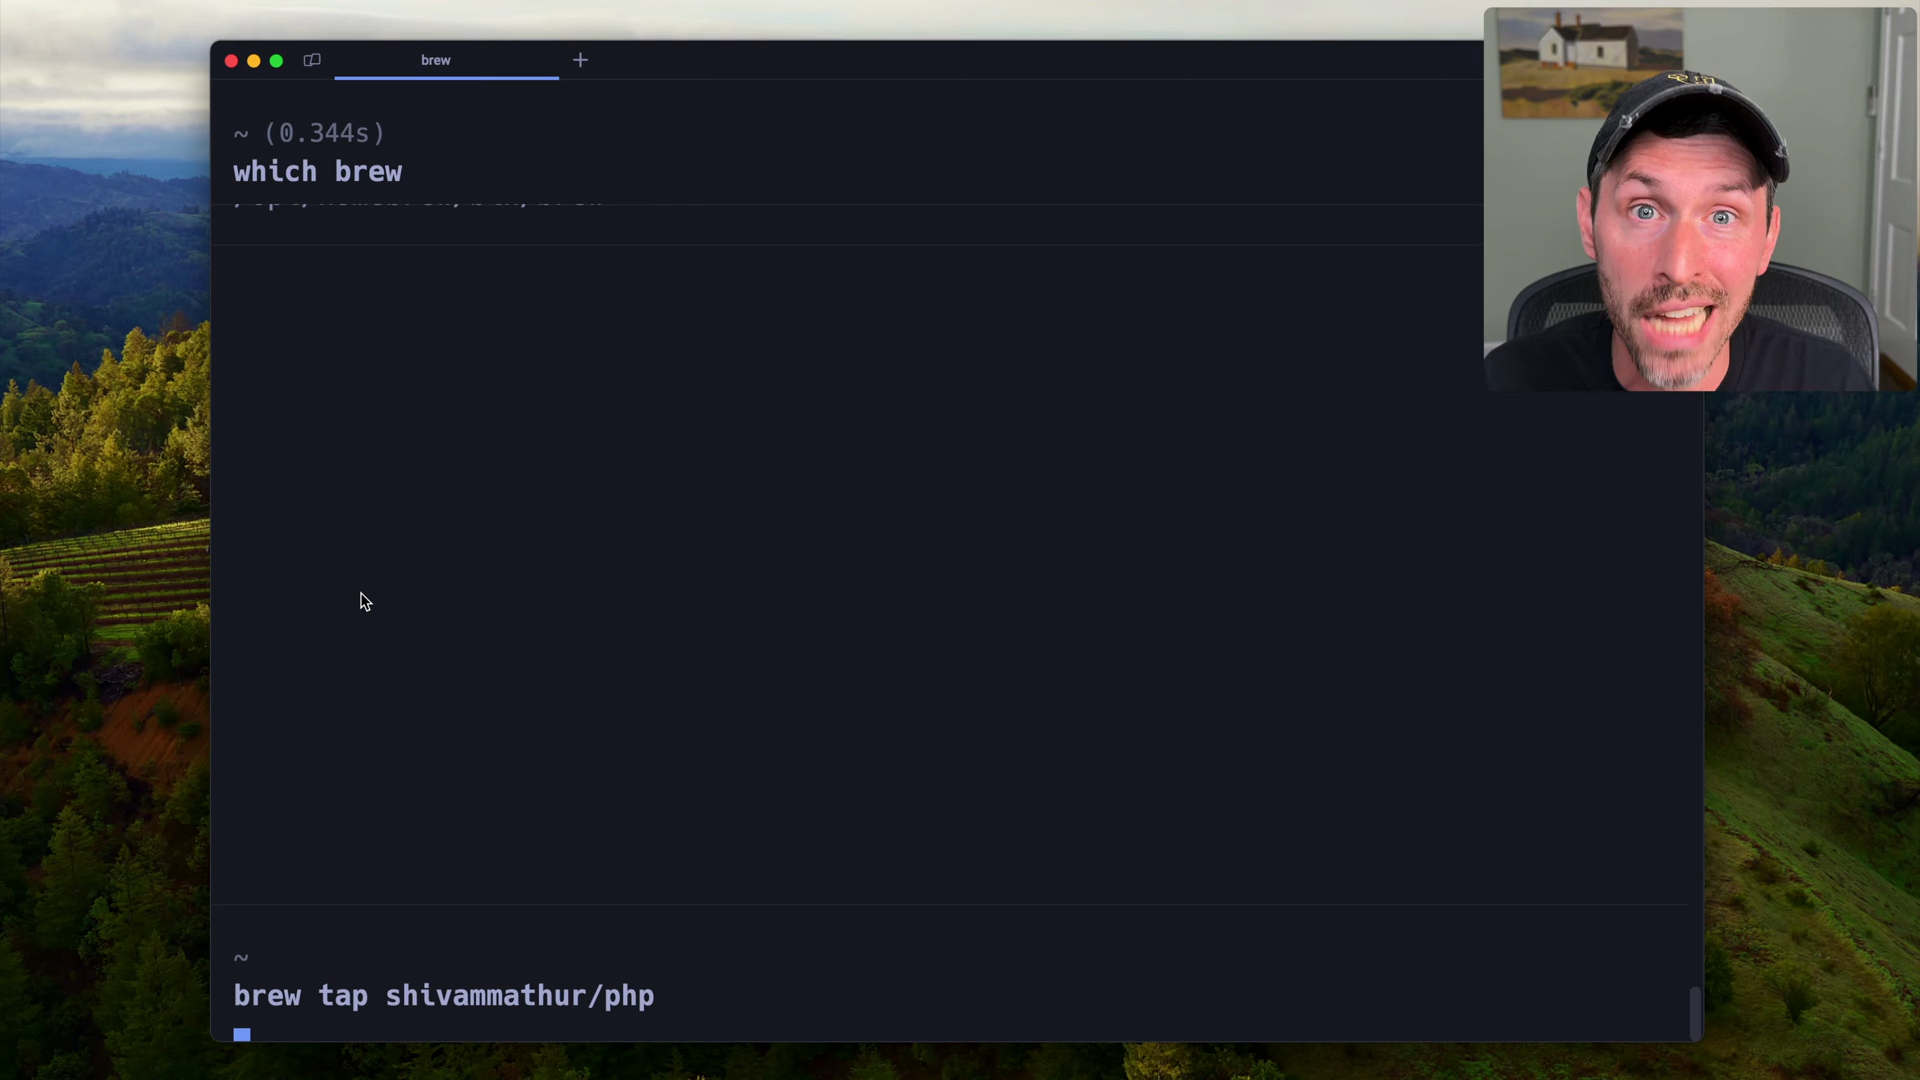 brew
~ (0.344s)
which brew
~
brew tap shivammathur/php